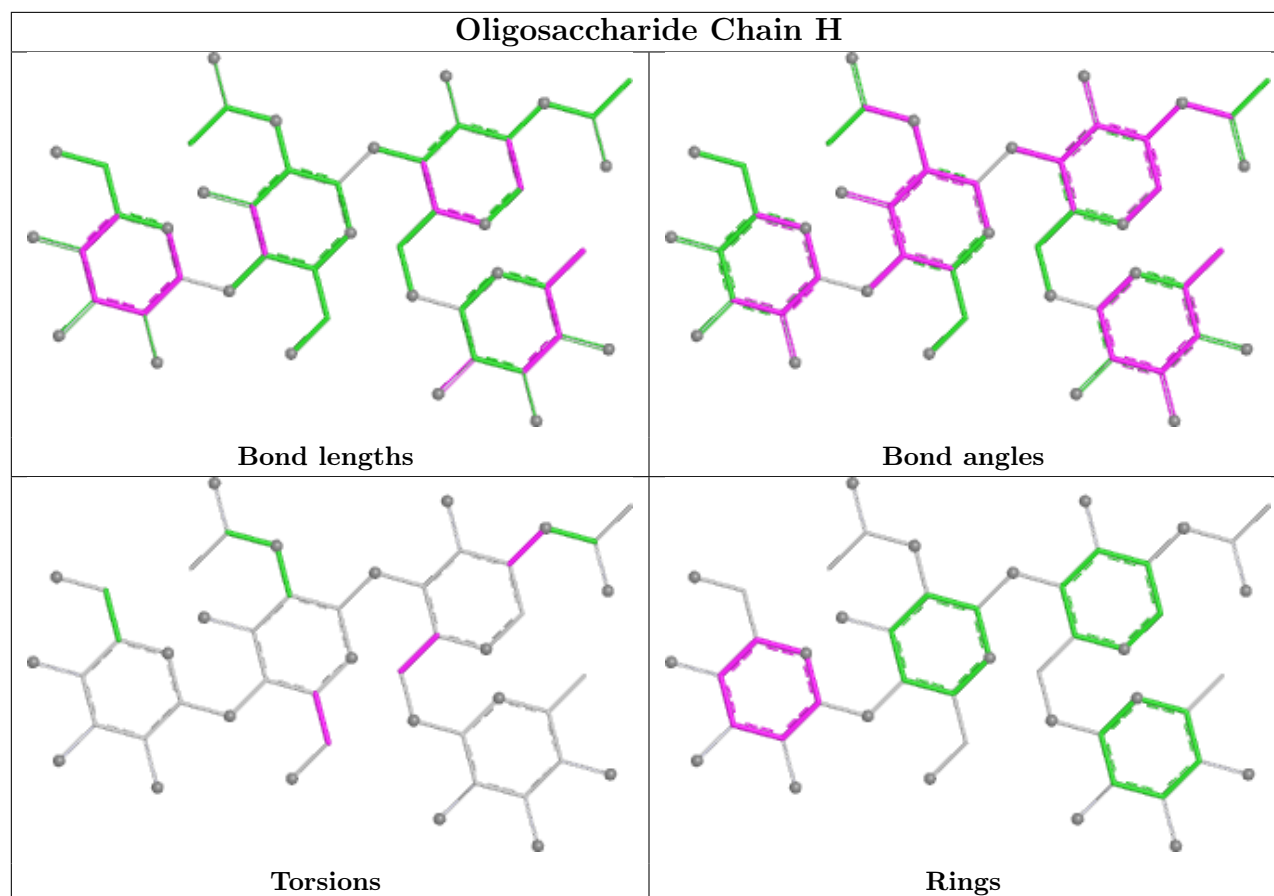 Oligosaccharide Chain H
Bond lengths
Bond angles
Torsions
Rings